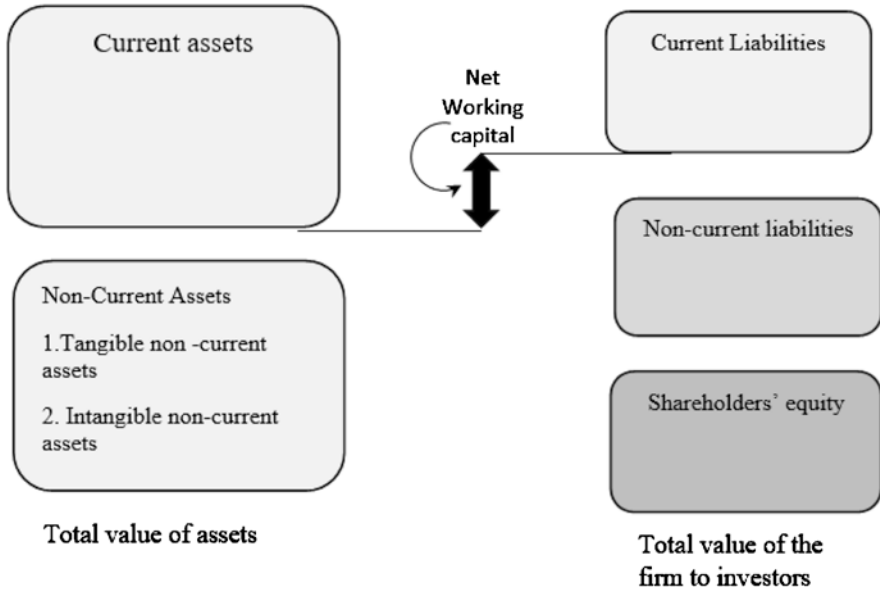 Current assets
Net
Working
capital
Current Liabilities
Non-current liabilities
Non-Current Assets
1.Tangible non -current
assets
2. Intangible non-current
assets
Shareholders’ equity
Total value of assets
Total value of the
firm to investors